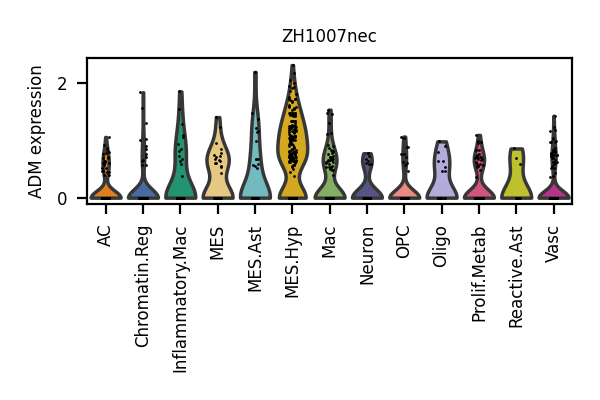 ZH1007nec
ADM expression
2
0
AC
Chromatin.Reg
Inflammatory.Mac
MES
MES.Ast
MES.Hyp
Mac
Neuron
OPC
Oligo
Prolif.Metab
Reactive.Ast
Vasc